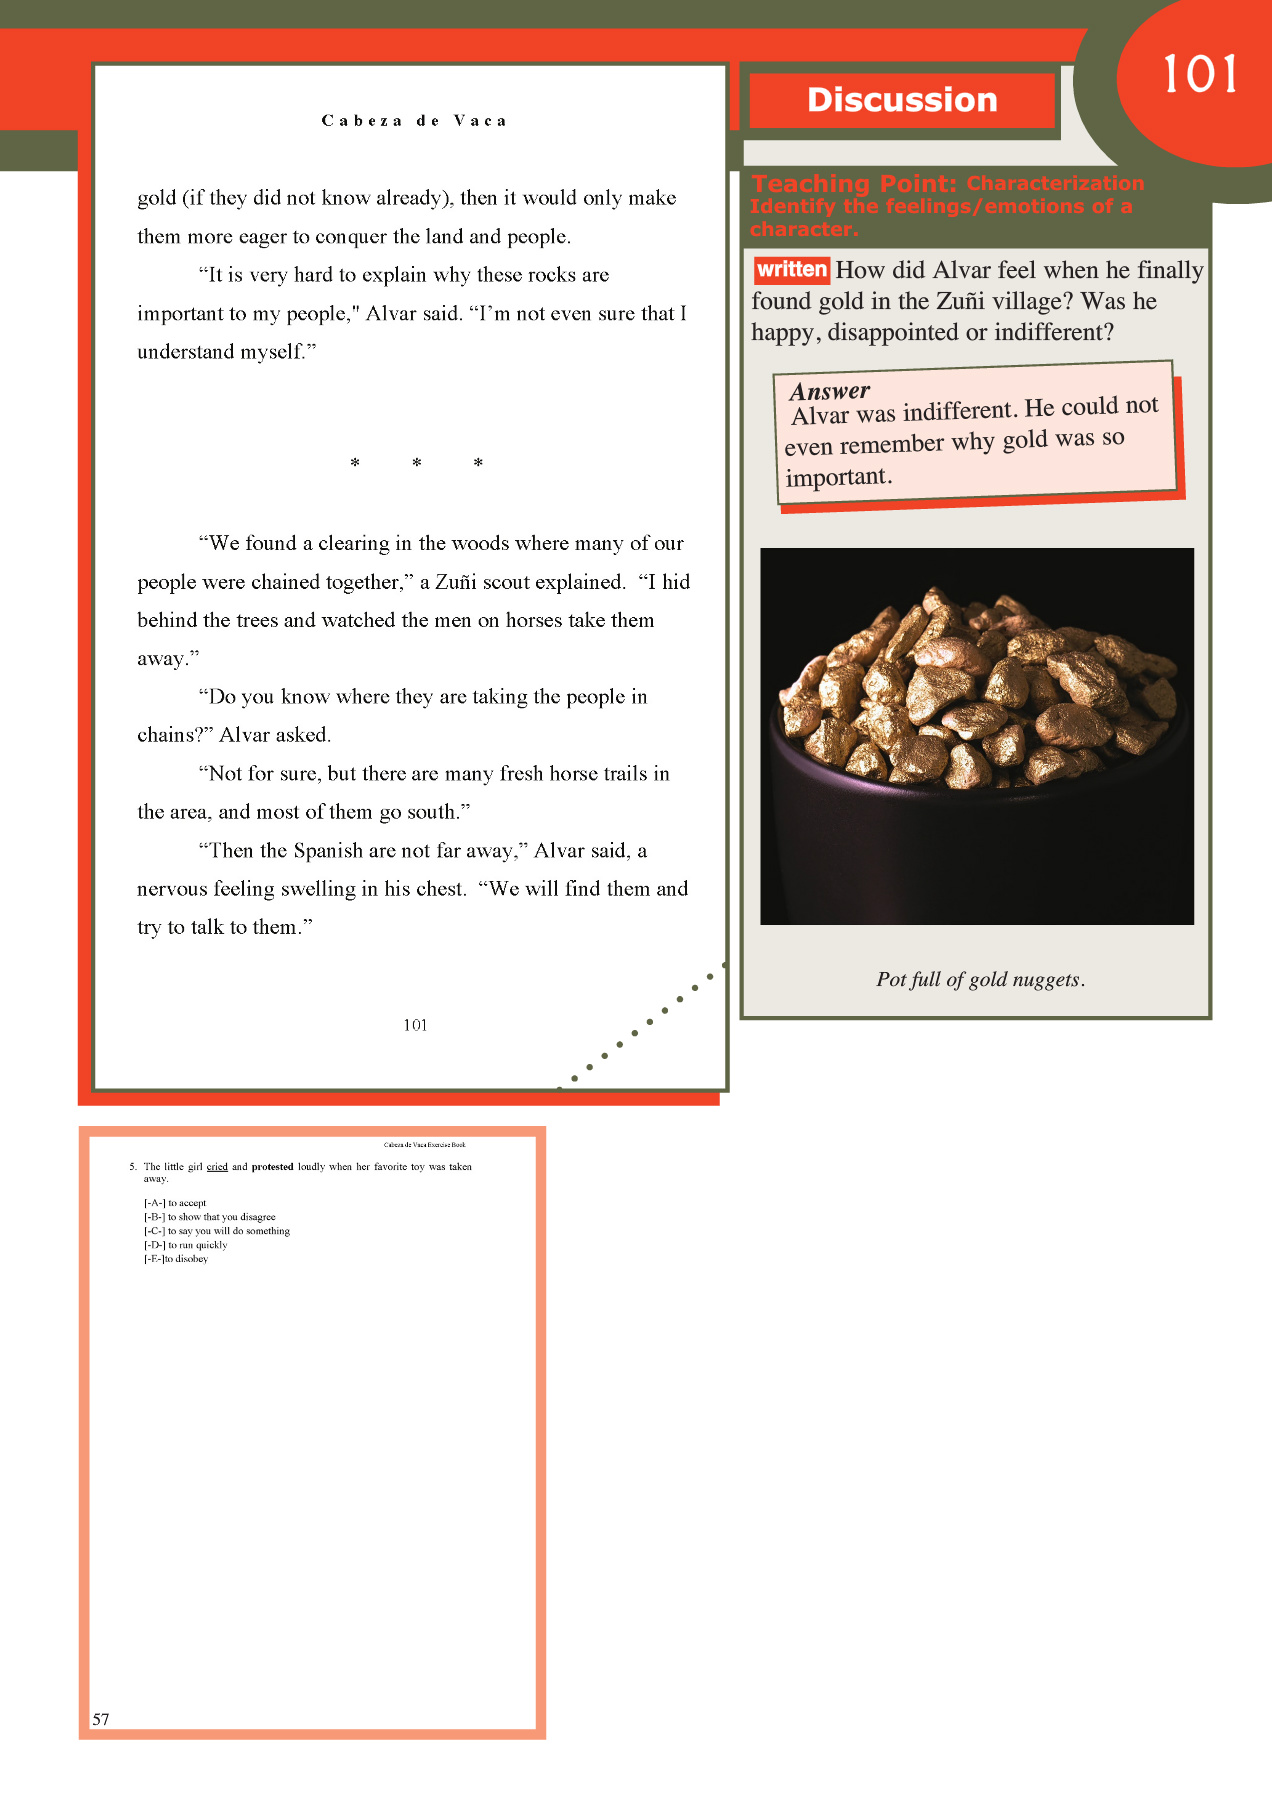 101
Cabeza de Vaca
gold (if they did not know already), then it would only make
them more eager to conquer the land and people.
“It is very hard to explain why these rocks are
important to my people," Alvar said. “I’m not even sure that I
understand myself.”
* * *
“We found a clearing in the woods where many of our
people were chained together,” a Zuñi scout explained. “I hid
behind the trees and watched the men on horses take them
away.”
“Do you know where they are taking the people in
chains?” Alvar asked.
“Not for sure, but there are many fresh horse trails in
the area, and most of them go south.”
“Then the Spanish are not far away,” Alvar said, a
nervous feeling swelling in his chest. “We will find them and
try to talk to them.”
101
Discussion
Teaching Point: Characterization
Identify the feelings/emotions of a
character.
written How did Alvar feel when he finally
found gold in the Zuñi village? Was he
happy, disappointed or indifferent?
Answer
Alvar was indifferent. He could not
even remember why gold was so
important.
Pot full of gold nuggets.
Cabeza de Vaca Exercise Book
5. The little girl cried and protested loudly when her favorite toy was taken
away.
[-A-] to accept
[-B-] to show that you disagree
[-C-] to say you will do something
[-D-] to run quickly
[-E-]to disobey
57